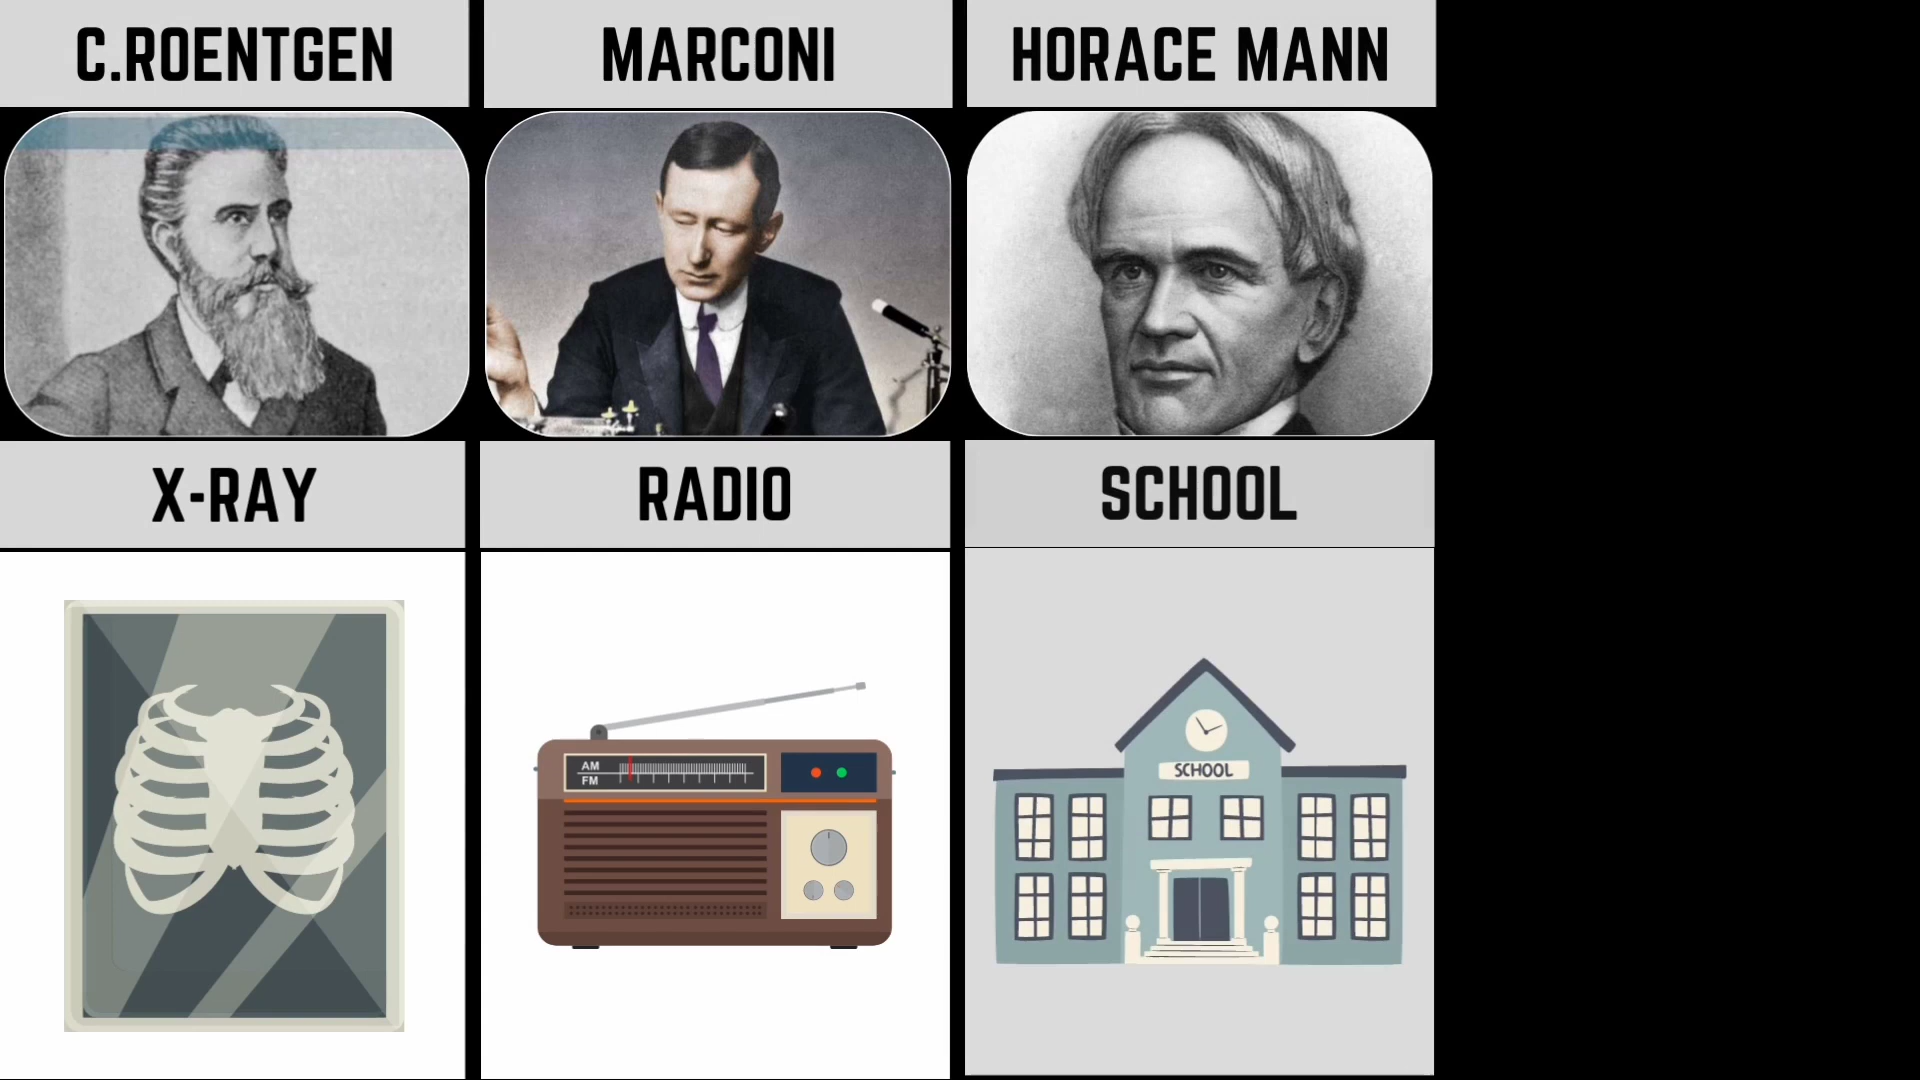 C.ROENTGEN
MARCONI
HORACE MANN
X-RAY
RADIO
SCHOOL
AM
FM
SCHOOL